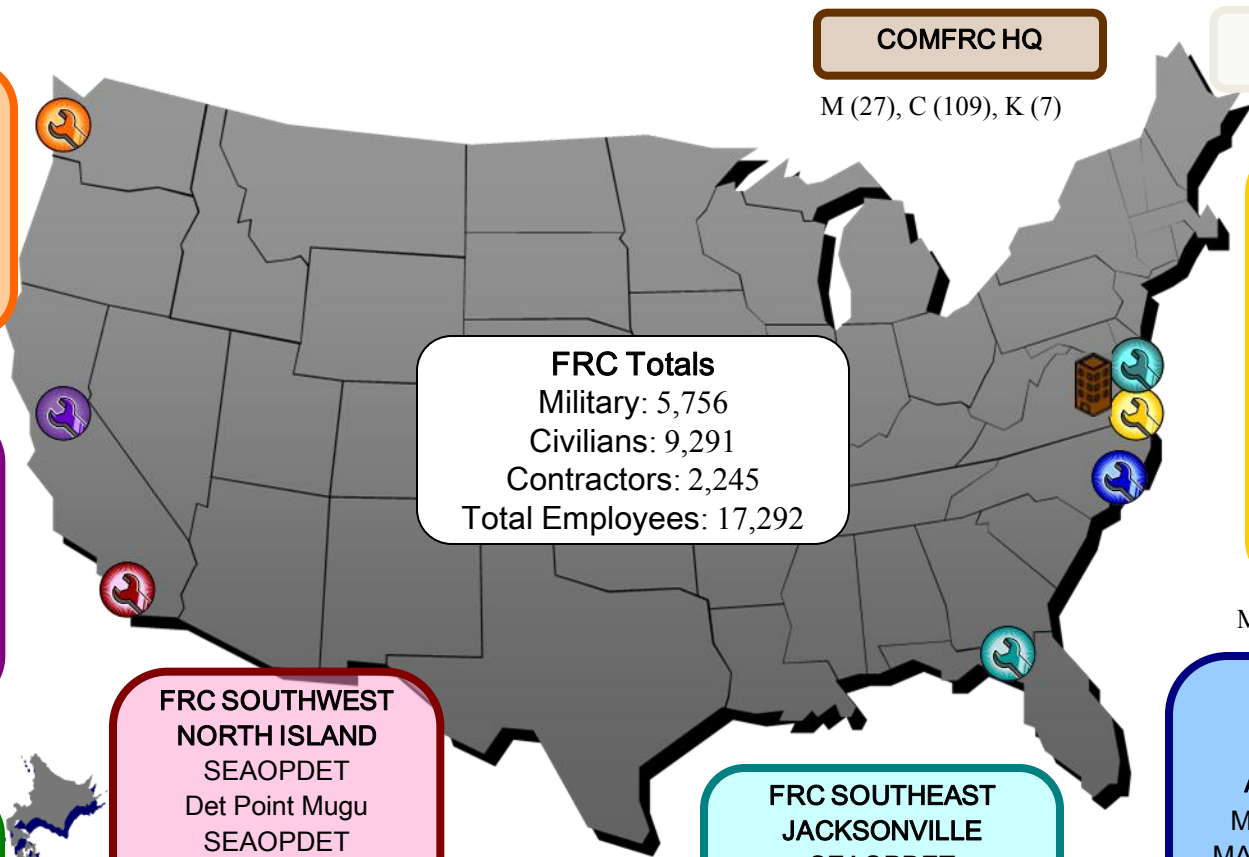 COMFRC HQ
M (27), C (109), K (7)
FRC Totals
Military: 5,756
Civilians: 9,291
Contractors: 2,245
Total Employees: 17,292
FRC SOUTHWEST
NORTH ISLAND
SEAOPDET
Det Point Mugu
SEAOPDET
FRC SOUTHEAST
JACKSONVILLE
M
M